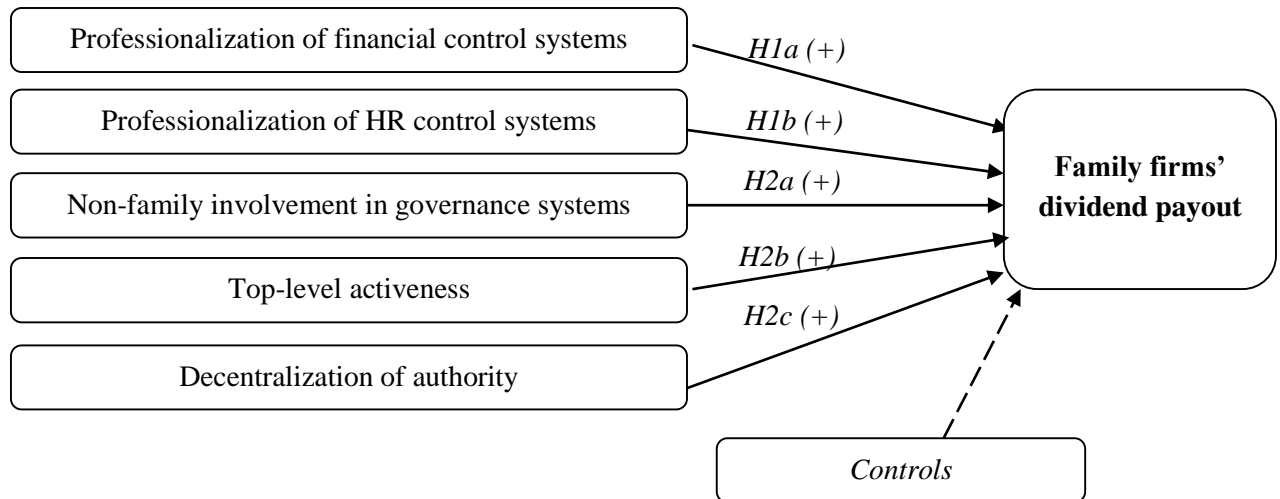 Professionalization of financial control systems
H1a (+)
Professionalization of HR control systems
H1b (+)
Family firms’
dividend payout
Non-family involvement in governance systems
H2a (+)
Top-level activeness
H2b (+)
Decentralization of authority
H2c (+)
Controls